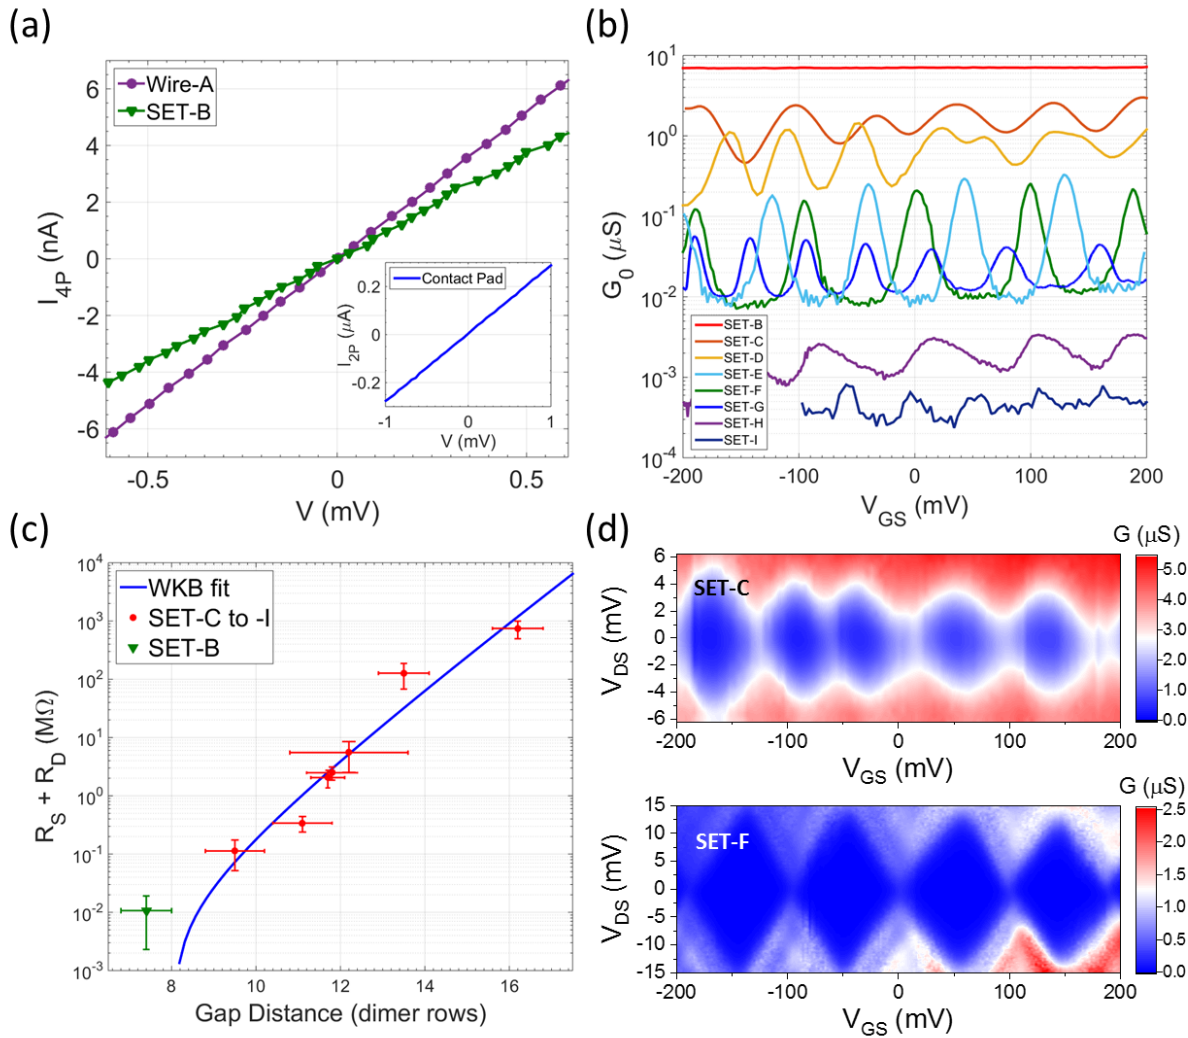 (a)
Wire-A
SET-B
6
4
2
0
-2
-4
-6
I4P (nA)
-0.5
0
0.5
V (mV)
Contact Pad
0.2
0
-0.2
I2P (μA)
-1
0
1
V (mV)
(b)
10^1
10^0
10^-1
10^-2
10^-3
10^-4
G0 (μS)
SET-B
SET-C
SET-D
SET-E
SET-F
SET-G
SET-H
SET-I
-200
-100
0
100
200
VGS (mV)
(c)
WKB fit
SET-C to -I
SET-B
10^4
10^3
10^2
10^1
10^0
10^-1
10^-2
10^-3
RS + RD (MΩ)
8
10
12
14
16
Gap Distance (dimer rows)
(d)
G (μS)
SET-C
6
4
2
0
-2
-4
-6
VDS (mV)
-200
-100
0
100
200
VGS (mV)
5.0
4.0
3.0
2.0
1.0
0.0
G (μS)
SET-F
15
10
5
0
-5
-10
-15
VDS (mV)
-200
-100
0
100
200
VGS (mV)
2.5
2.0
1.5
1.0
0.5
0.0